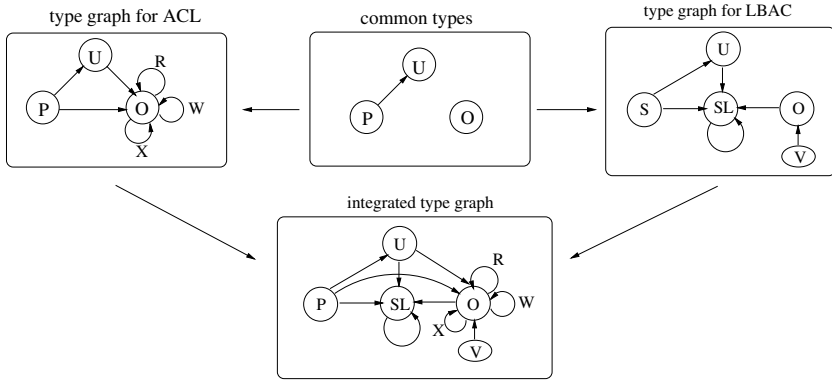 type graph for ACL
common types
type graph for LBAC
U
R
P
O
W
X
U
P
O
U
S
SL
O
V
integrated type graph
U
R
P
SL
O
W
X
V